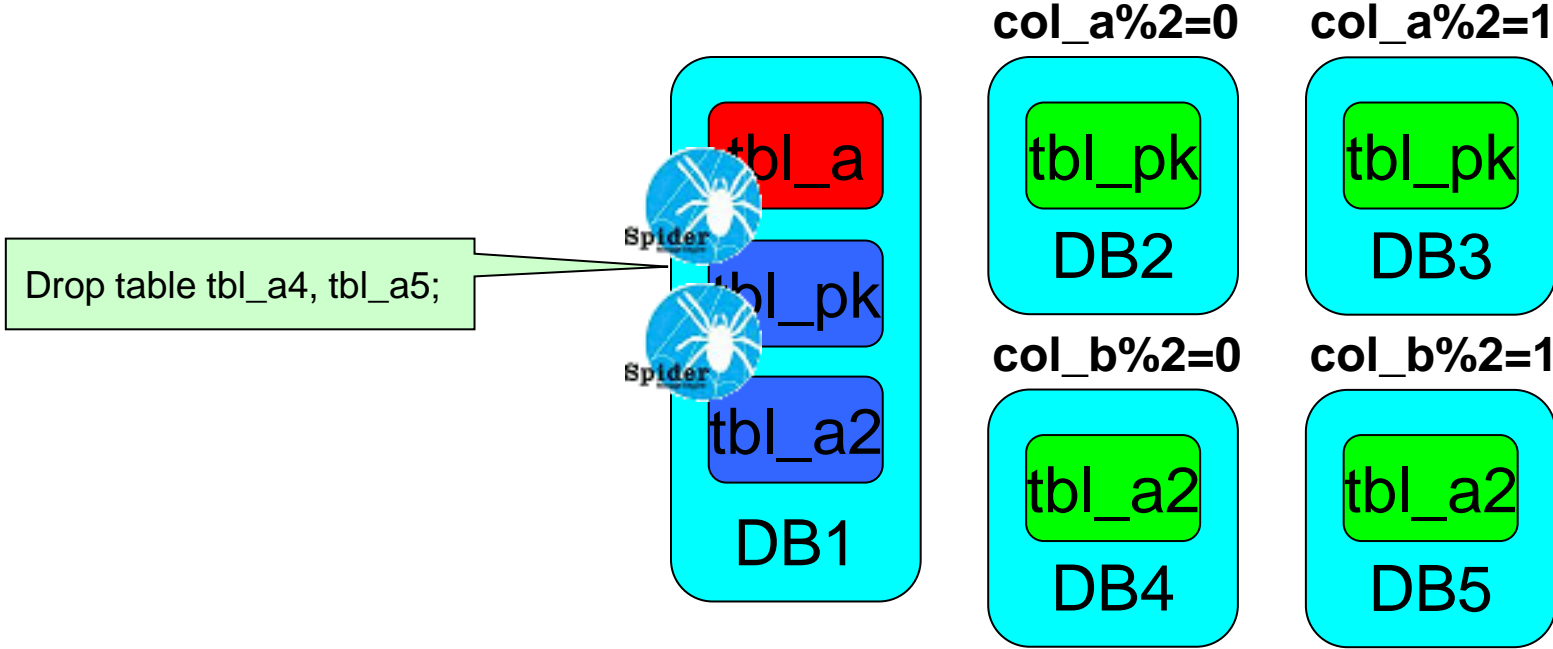 col_a%2=0
col_a%2=1
tbl_a
tbl_pk
tbl_pk
Spider
DB2
DB3
Drop table tbl_a4, tbl_a5;
tbl_pk
col_b%2=0
col_b%2=1
Spider
tbl_a2
tbl_a2
tbl_a2
DB1
DB4
DB5